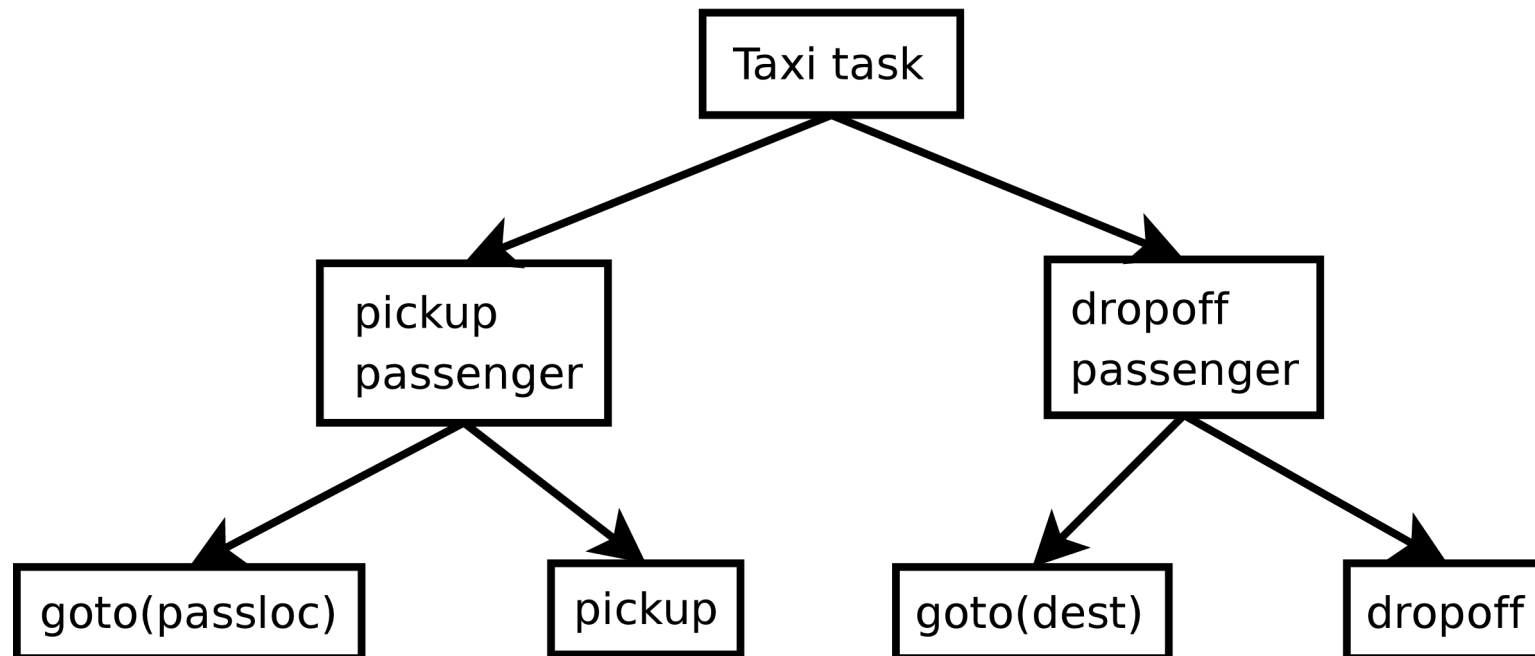 Taxi task
pickup
passenger
dropoff
passenger
goto(passloc)
pickup
goto(dest)
dropoff